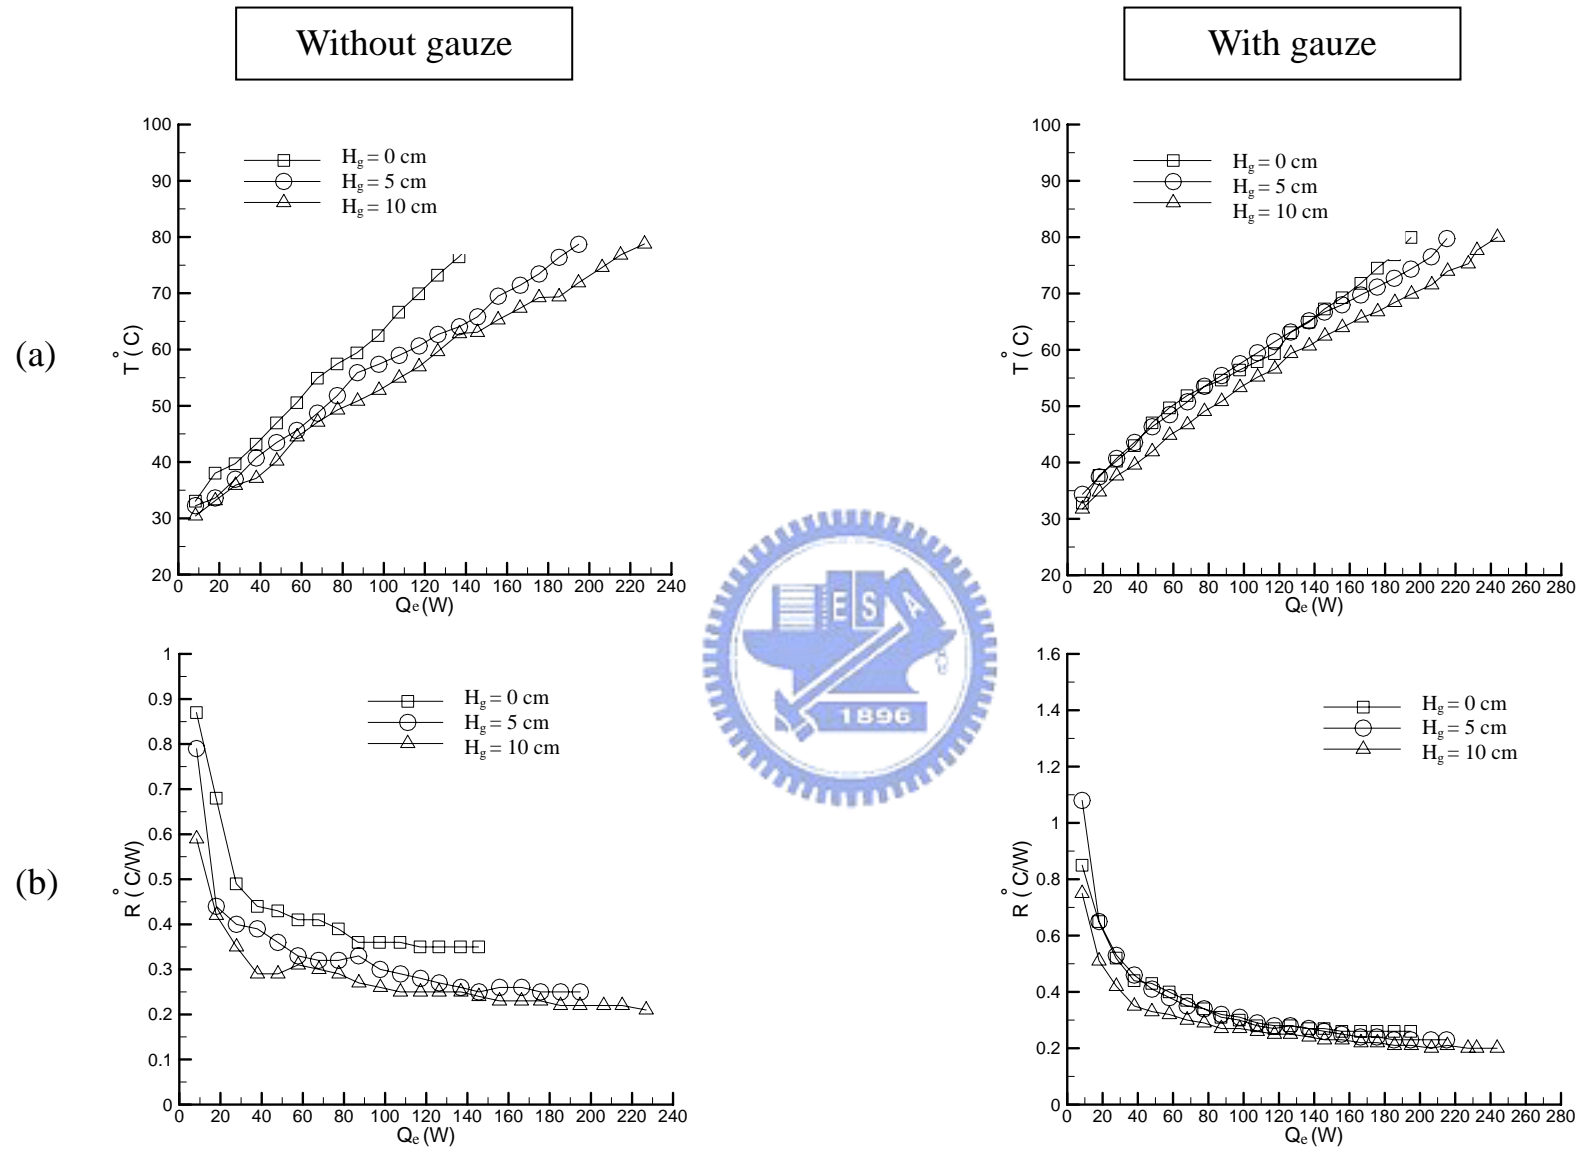 Without gauze
With gauze
(a)
100
90
80
70
60
50
40
30
20
T (°C)
Hg = 0 cm
Hg = 5 cm
Hg = 10 cm
0 20 40 60 80 100 120 140 160 180 200 220 240
Qe (W)
100
90
80
70
60
50
40
30
20
T (°C)
Hg = 0 cm
Hg = 5 cm
Hg = 10 cm
0 20 40 60 80 100 120 140 160 180 200 220 240 260 280
Qe (W)
E S A
1896
(b)
1
0.9
0.8
0.7
0.6
0.5
0.4
0.3
0.2
0.1
0
R (°C/W)
Hg = 0 cm
Hg = 5 cm
Hg = 10 cm
0 20 40 60 80 100 120 140 160 180 200 220 240
Qe (W)
1.6
1.4
1.2
1
0.8
0.6
0.4
0.2
0
R (°C/W)
Hg = 0 cm
Hg = 5 cm
Hg = 10 cm
0 20 40 60 80 100 120 140 160 180 200 220 240 260 280
Qe (W)